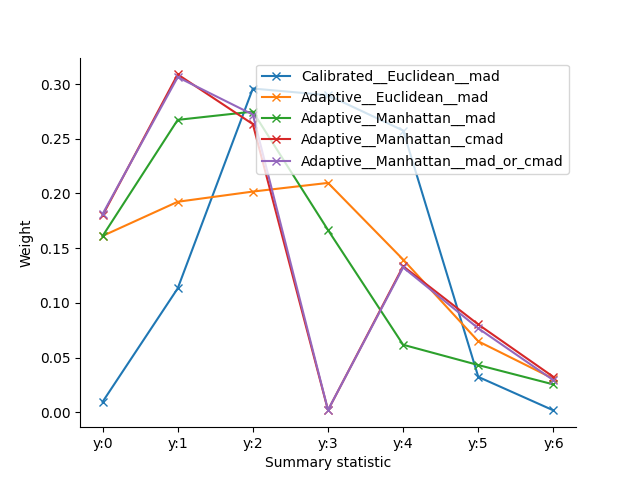 Calibrated__Euclidean__mad
Adaptive__Euclidean__mad
Adaptive__Manhattan__mad
Adaptive__Manhattan__cmad
Adaptive__Manhattan__mad_or_cmad
0.30
0.25
0.20
0.15
0.10
0.05
0.00
Weight
y:0 y:1 y:2 y:3 y:4 y:5 y:6
Summary statistic